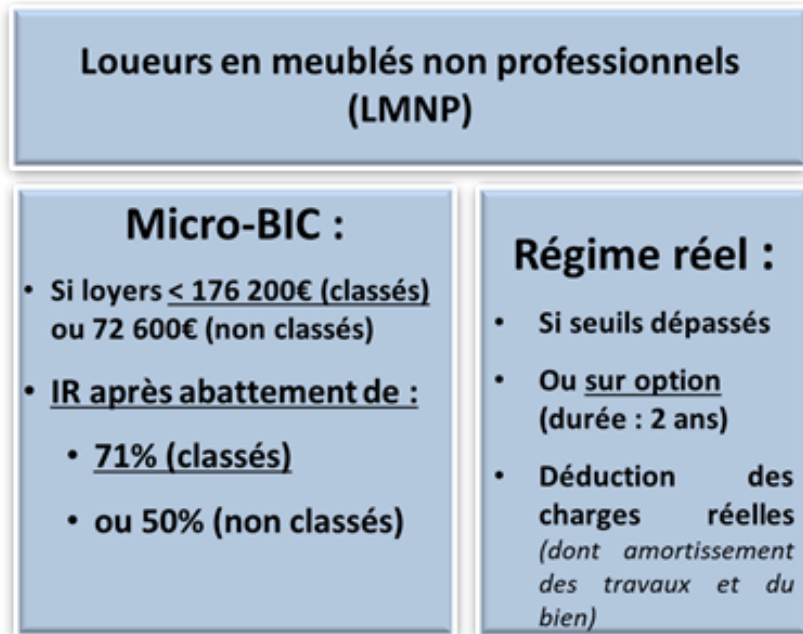 Loueurs en meublés non professionnels
(LMNP)
Micro-BIC :
• Si loyers < 176 200€ (classés)
ou 72 600€ (non classés)
• IR après abattement de :
• 71% (classés)
• ou 50% (non classés)
Régime réel :
• Si seuils dépassés
• Ou sur option
(durée : 2 ans)
• Déduction des
charges réelles
(dont amortissement
des travaux et du
bien)